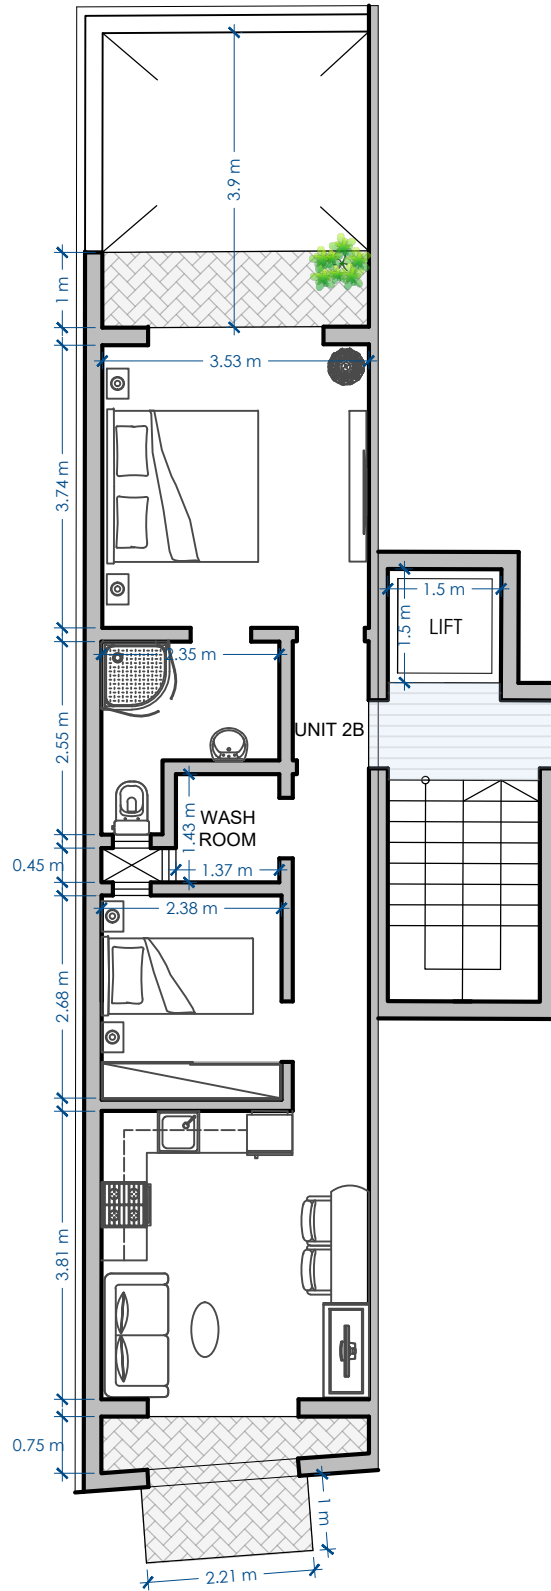 3.9 m
1 m
3.53 m
3.74 m
1.5 m
1.5 m
LIFT
2.35 m
2.55 m
UNIT 2B
WASH
ROOM
1.43 m
0.45 m
1.37 m
2.38 m
2.68 m
3.81 m
0.75 m
1 m
2.21 m